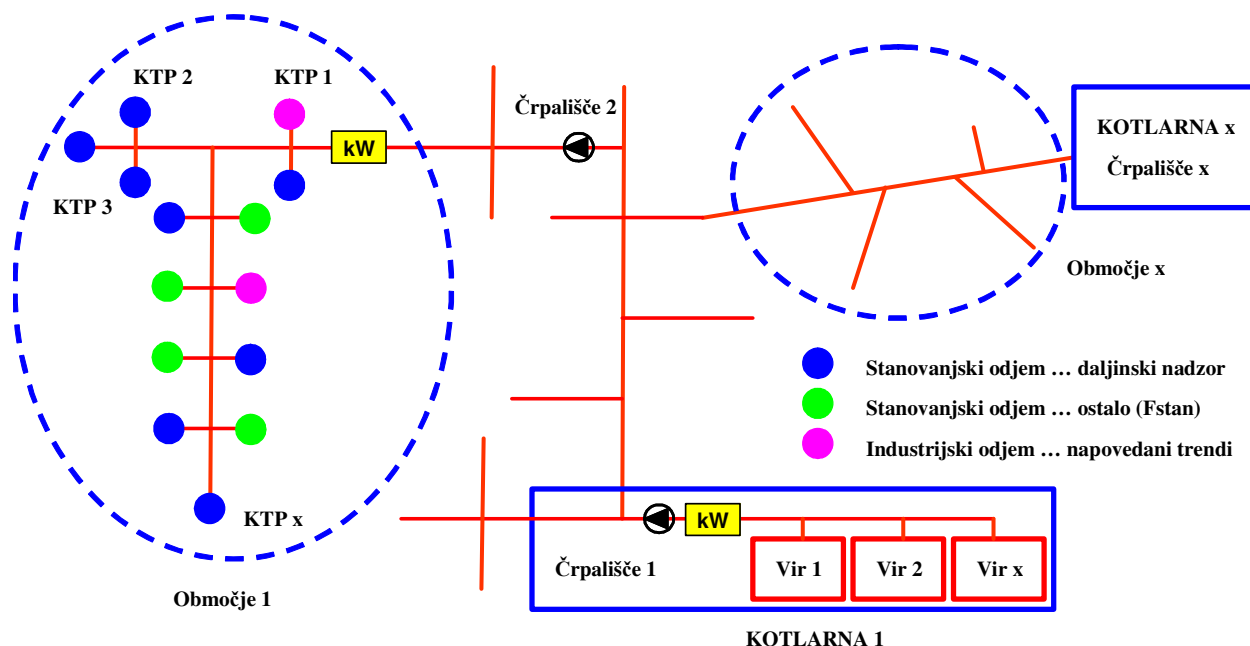 KTP 2
KTP 1
Črpališče 2
kW
KTP 3
KOTLARNA x
Črpališče x
Območje x
Stanovanjski odjem … daljinski nadzor
Stanovanjski odjem … ostalo (Fstan)
Industrijski odjem … napovedani trendi
KTP x
kW
Črpališče 1
Vir 1
Vir 2
Vir x
Območje 1
KOTLARNA 1